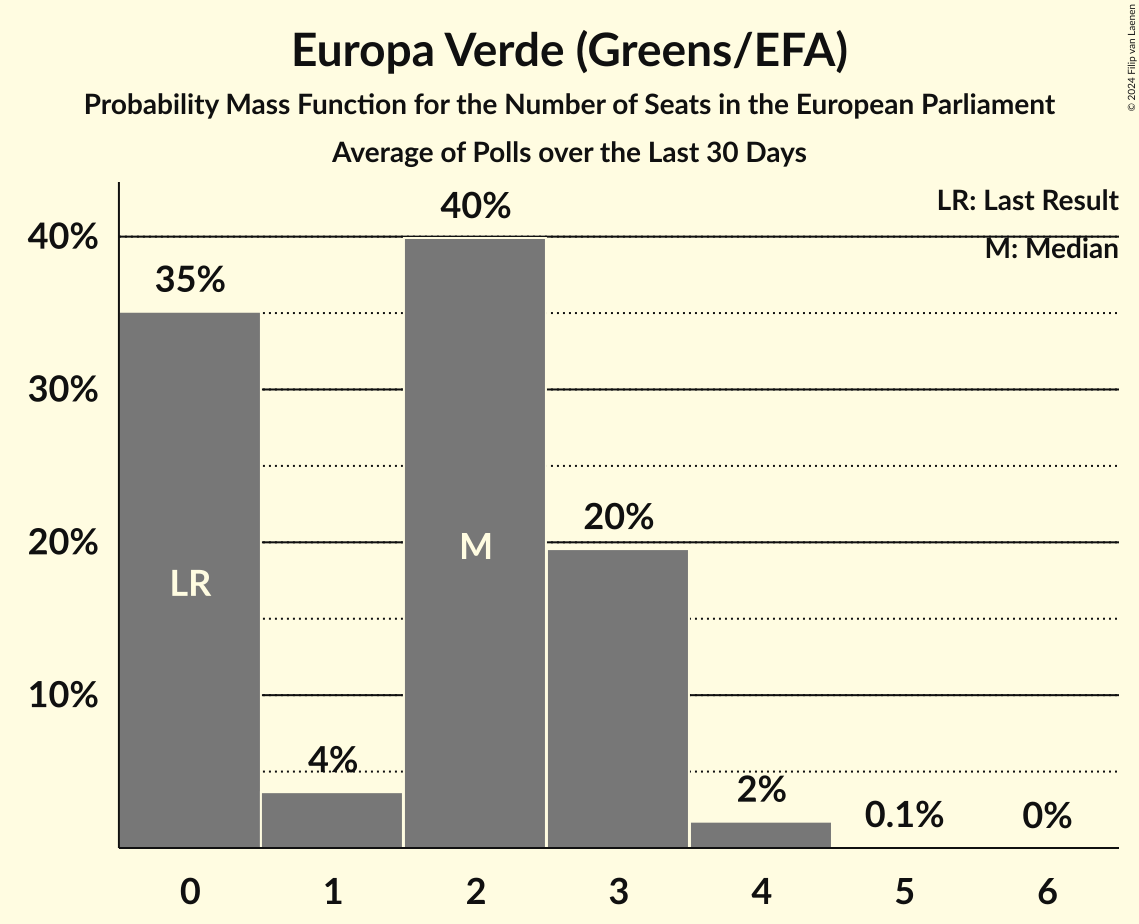 Europa Verde (Greens/EFA)
Probability Mass Function for the Number of Seats in the European Parliament
Average of Polls over the Last 30 Days
© 2024 Filip van Laenen
LR: Last Result
M: Median
40%
30%
20%
10%
35%
4%
40%
20%
2%
0.1%
0%
LR
M
0 1 2 3 4 5 6